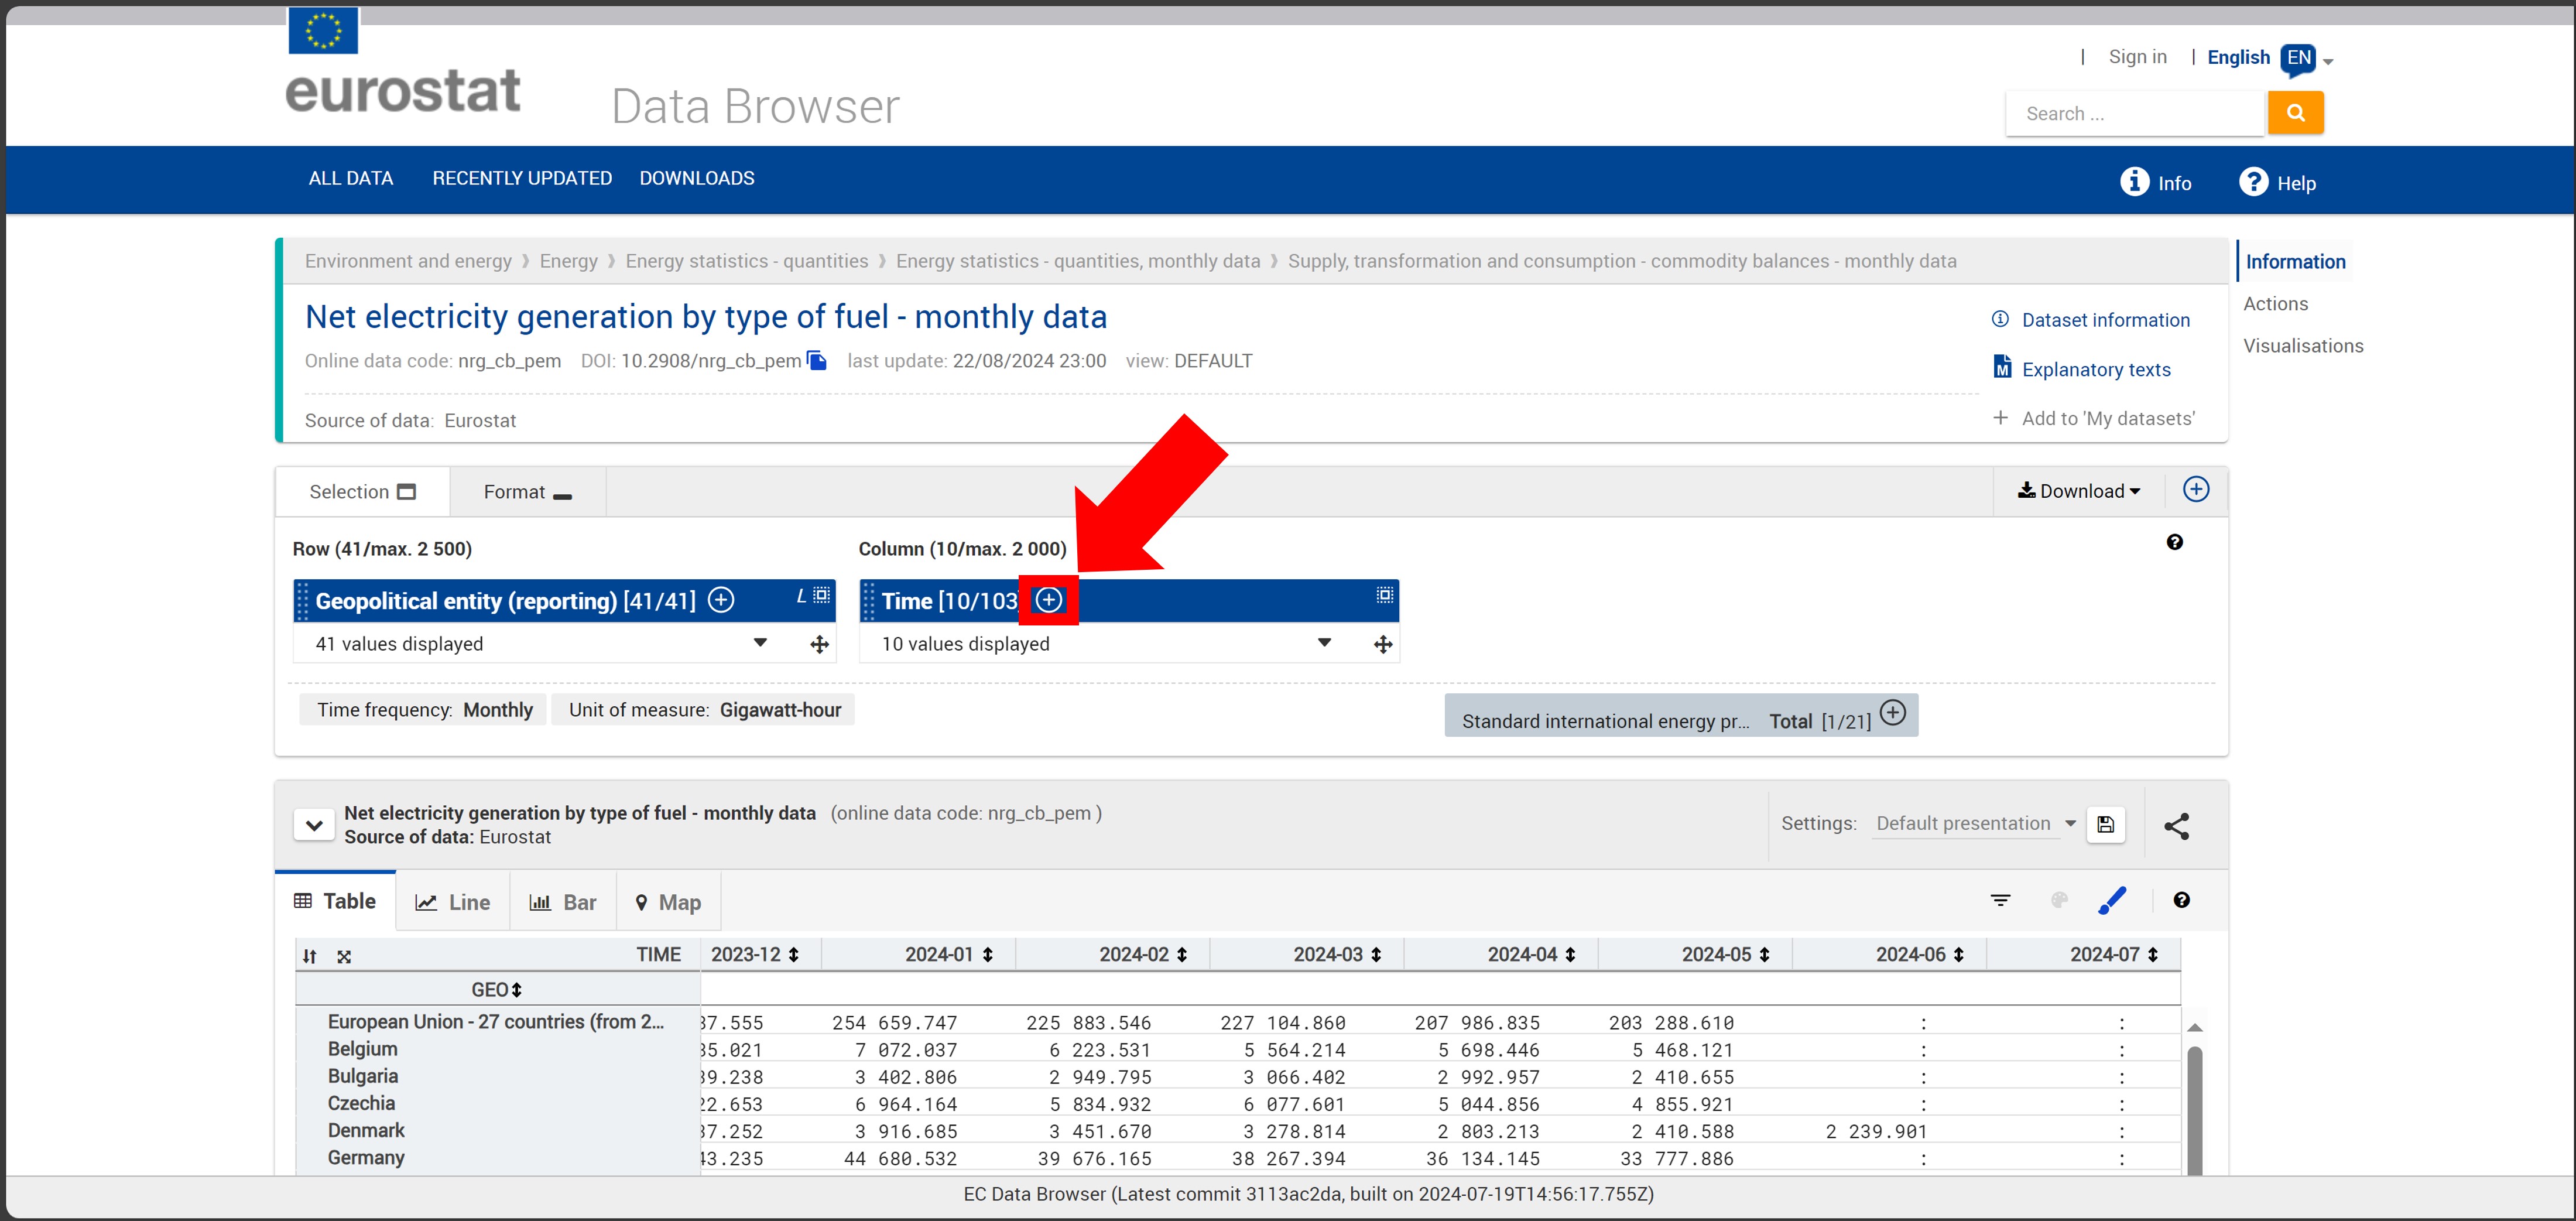 eurostat
Data Browser
| Sign in | English EN
Search ...
ALL DATA RECENTLY UPDATED DOWNLOADS Info Help
Environment and energy Energy Energy statistics - quantities Energy statistics - quantities, monthly data Supply, transformation and consumption - commodity balances - monthly data
Net electricity generation by type of fuel - monthly data
Online data code: nrg_cb_pem DOI: 10.2908/nrg_cb_pem last update: 22/08/2024 23:00 view: DEFAULT
Source of data: Eurostat
Dataset information
Explanatory texts
+ Add to 'My datasets'
Information
Actions
Visualisations
Selection Format Download
Row (41/max. 2 500) Column (10/max. 2 000)
Geopolitical entity (reporting) [41/41] L Time [10/103
41 values displayed 10 values displayed
Time frequency: Monthly Unit of measure: Gigawatt-hour Standard international energy pr... Total [1/21]
Net electricity generation by type of fuel - monthly data (online data code: nrg_cb_pem )
Source of data: Eurostat
Settings: Default presentation
Table Line Bar Map
TIME 2023-12 2024-01 2024-02 2024-03 2024-04 2024-05 2024-06 2024-07
GEO
European Union - 27 countries (from 2... 37.555 254 659.747 225 883.546 227 104.860 207 986.835 203 288.610 : :
Belgium 35.021 7 072.037 6 223.531 5 564.214 5 698.446 5 468.121 : :
Bulgaria 39.238 3 402.806 2 949.795 3 066.402 2 992.957 2 410.655 : :
Czechia 22.653 6 964.164 5 834.932 6 077.601 5 044.856 4 855.921 : :
Denmark 37.252 3 916.685 3 451.670 3 278.814 2 803.213 2 410.588 2 239.901 :
Germany 43.235 44 680.532 39 676.165 38 267.394 36 134.145 33 777.886 : :
EC Data Browser (Latest commit 3113ac2da, built on 2024-07-19T14:56:17.755Z)